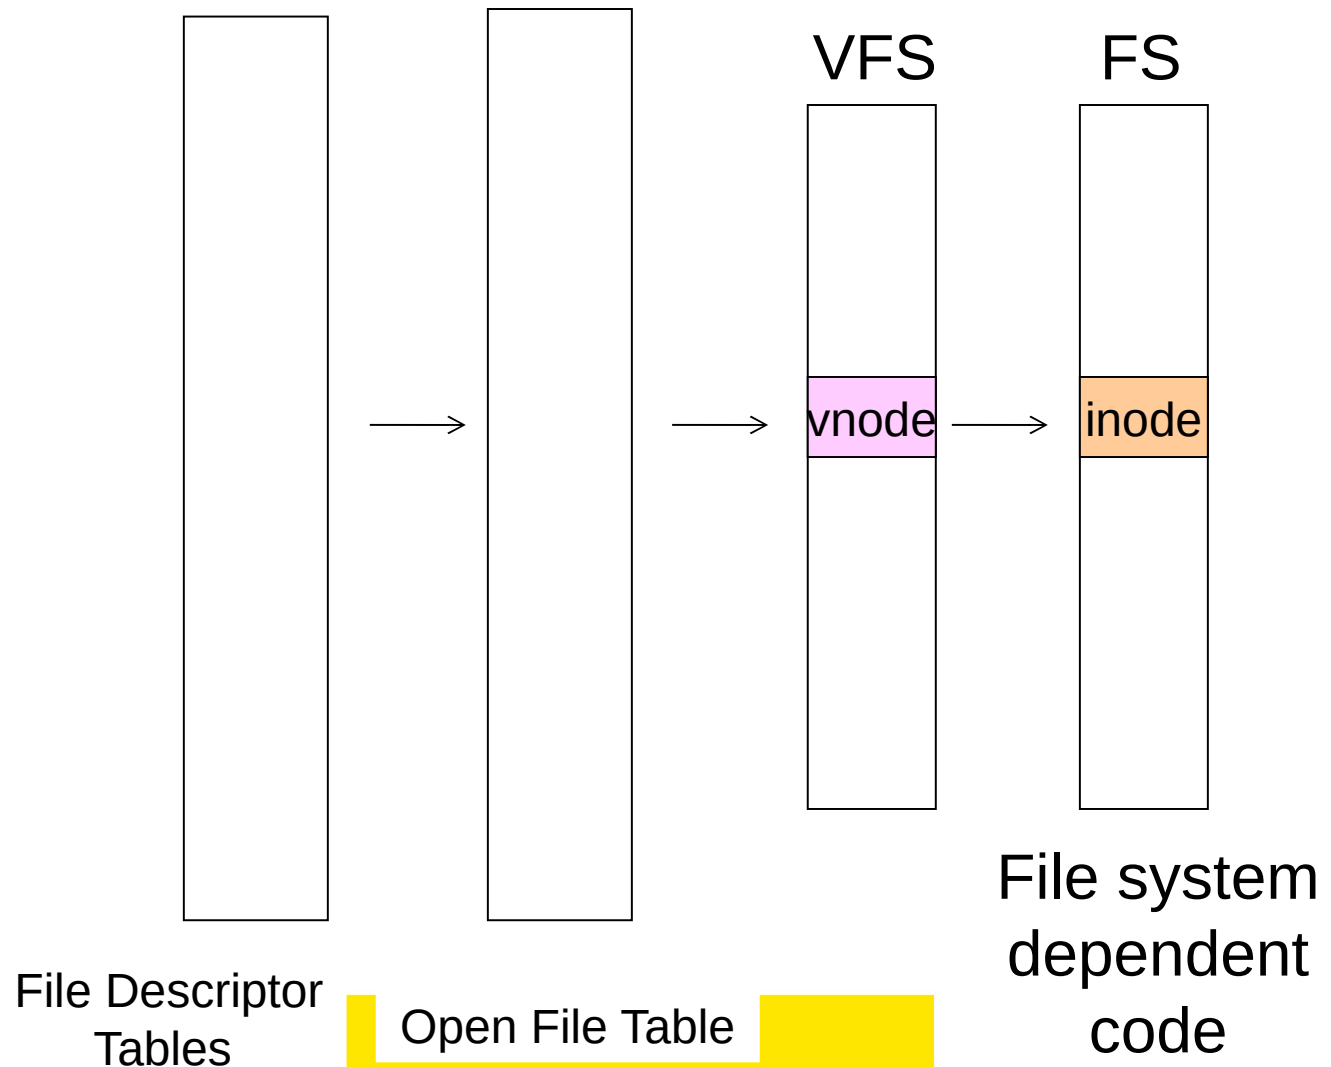 VFS
FS
vnode
inode
File system
dependent
code
File Descriptor
Tables
Open File Table